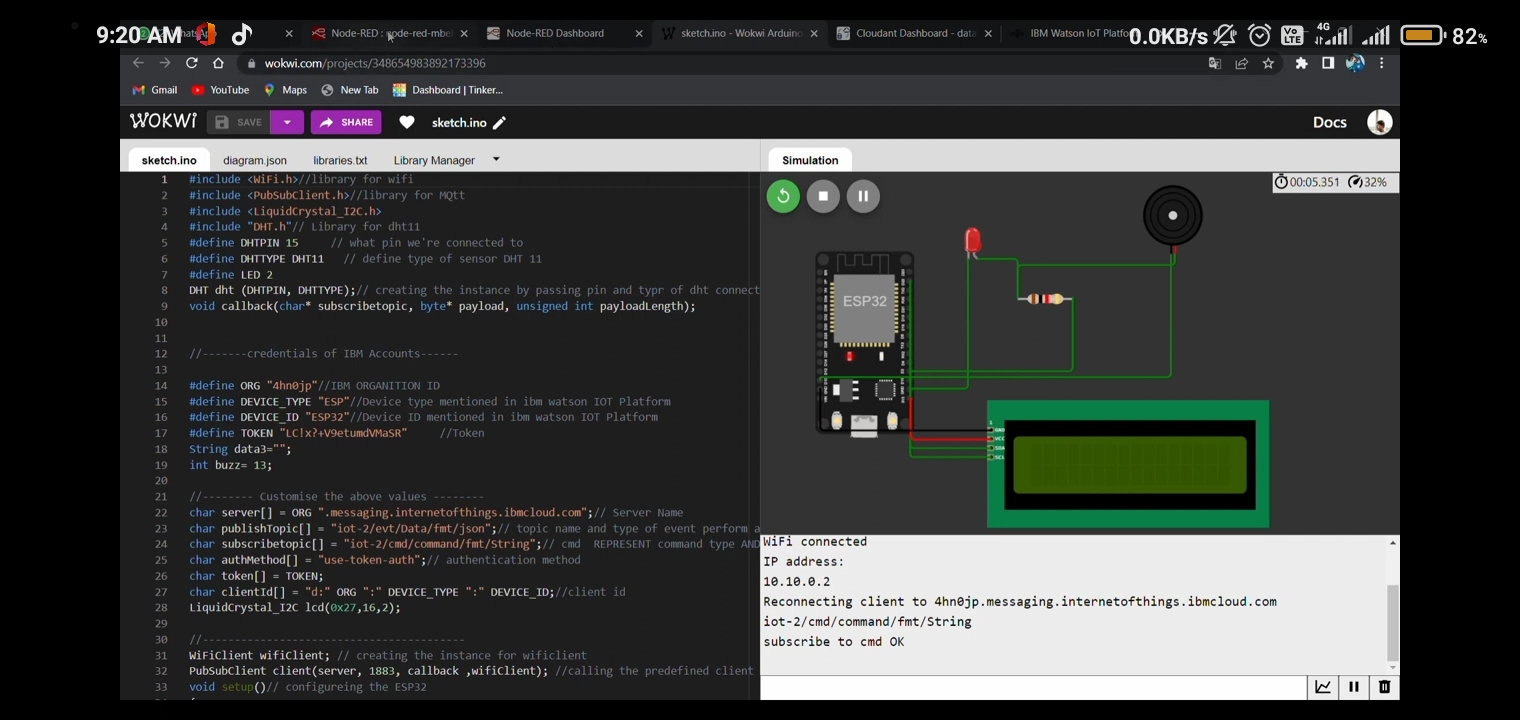 9:20 AM
0.0KB/s
Vo LTE
4G
82%
Node-RED : node-red-mbe
Node-RED Dashboard
sketch.ino - Wokwi Arduino
Cloudant Dashboard - data
IBM Watson IoT Platfo
wokwi.com/projects/348654983892173396
Gmail
YouTube
Maps
New Tab
Dashboard | Tinker...
WOKWI
SAVE
SHARE
sketch.ino
Docs
sketch.ino
diagram.json
libraries.txt
Library Manager
1 #include <WiFi.h>//library for wifi
2 #include <PubSubClient.h>//library for MQtt
3 #include <LiquidCrystal_I2C.h>
4 #include "DHT.h"// Library for dht11
5 #define DHTPIN 15 // what pin we're connected to
6 #define DHTTYPE DHT11 // define type of sensor DHT 11
7 #define LED 2
8 DHT dht (DHTPIN, DHTTYPE);// creating the instance by passing pin and typr of dht connect
9 void callback(char* subscribetopic, byte* payload, unsigned int payloadLength);
10
11
12 //-------credentials of IBM Accounts------
13
14 #define ORG "4hn0jp"//IBM ORGANITION ID
15 #define DEVICE_TYPE "ESP"//Device type mentioned in ibm watson IOT Platform
16 #define DEVICE_ID "ESP32"//Device ID mentioned in ibm watson IOT Platform
17 #define TOKEN "LC!x?+V9etumdVMaSR" //Token
18 String data3="";
19 int buzz= 13;
20
21 //-------- Customise the above values --------
22 char server[] = ORG ".messaging.internetofthings.ibmcloud.com";// Server Name
23 char publishTopic[] = "iot-2/evt/Data/fmt/json";// topic name and type of event perform a
24 char subscribetopic[] = "iot-2/cmd/command/fmt/String";// cmd REPRESENT command type AND
25 char authMethod[] = "use-token-auth";// authentication method
26 char token[] = TOKEN;
27 char clientId[] = "d:" ORG ":" DEVICE_TYPE ":" DEVICE_ID;//client id
28 LiquidCrystal_I2C lcd(0x27,16,2);
29
30 //-----------------------------------------
31 WiFiClient wifiClient; // creating the instance for wificlient
32 PubSubClient client(server, 1883, callback ,wifiClient); //calling the predefined client
33 void setup()// configureing the ESP32
Simulation
00:05.351
32%
ESP32
1
GND
VCC
SDA
SCL
WiFi connected
IP address:
10.10.0.2
Reconnecting client to 4hn0jp.messaging.internetofthings.ibmcloud.com
iot-2/cmd/command/fmt/String
subscribe to cmd OK